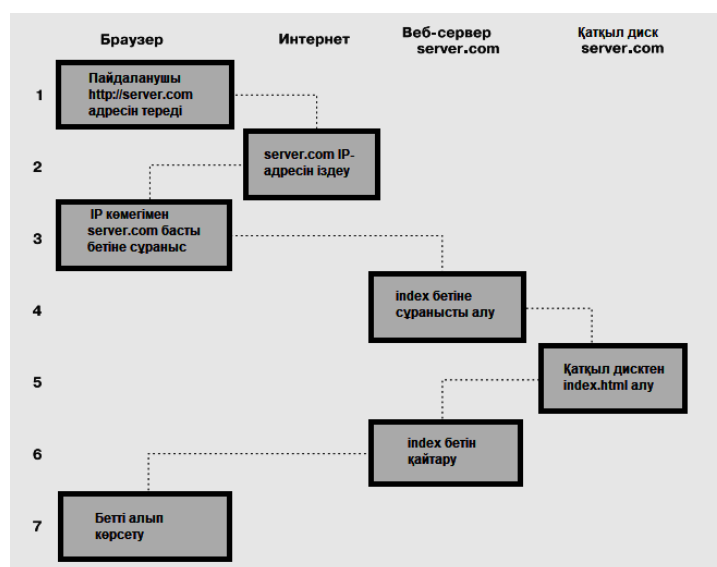 Браузер
Интернет
Веб-сервер
server.com
Қатқыл диск
server.com
1
Пайдаланушы
http://server.com
адресін тереді
2
server.com IP-
адресін іздеу
3
IP көмегімен
server.com басты
бетіне сұраныс
4
index бетіне
сұранысты алу
5
Қатқыл дисктен
index.html алу
6
index бетін
қайтару
7
Бетті алып
көрсету